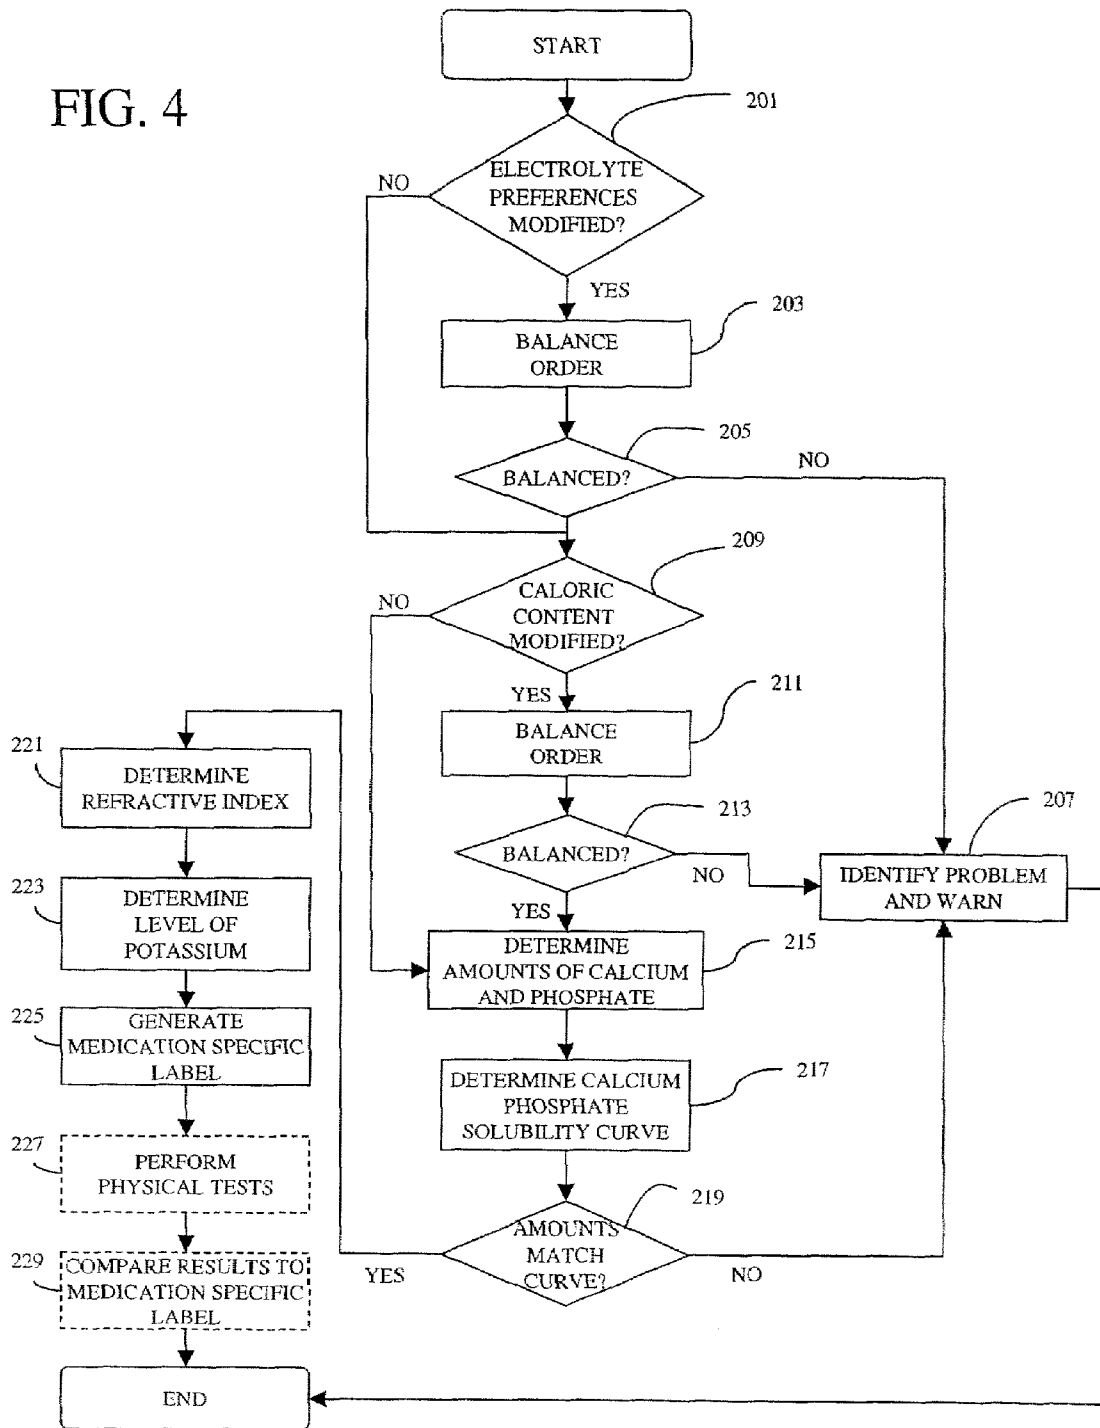 START
FIG. 4
201
ELECTROLYTE
PREFERENCES
MODIFIED?
NO
YES
203
BALANCE
ORDER
205
BALANCED?
NO
209
CALORIC
CONTENT
MODIFIED?
NO
YES
211
BALANCE
ORDER
213
BALANCED?
NO
YES
207
IDENTIFY PROBLEM
AND WARN
215
DETERMINE
AMOUNTS OF CALCIUM
AND PHOSPHATE
217
DETERMINE CALCIUM
PHOSPHATE
SOLUBILITY CURVE
219
AMOUNTS
MATCH
CURVE?
YES
NO
221
DETERMINE
REFRACTIVE INDEX
223
DETERMINE
LEVEL OF
POTASSIUM
225
GENERATE
MEDICATION SPECIFIC
LABEL
227
PERFORM
PHYSICAL TESTS
229
COMPARE RESULTS TO
MEDICATION SPECIFIC
LABEL
END